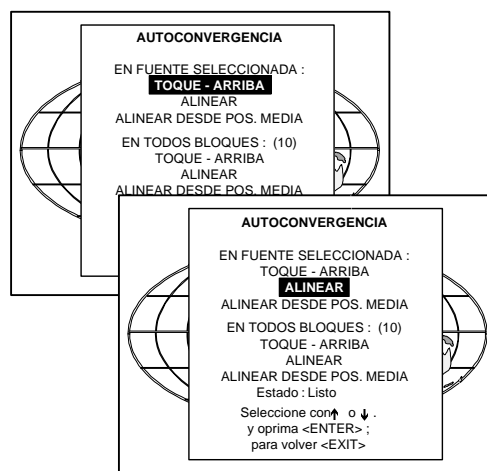 AUTOCONVERGENCIA
EN FUENTE SELECCIONADA :
TOQUE - ARRIBA
ALINEAR
ALINEAR DESDE POS. MEDIA
EN TODOS BLOQUES : (10)
TOQUE - ARRIBA
ALINEAR
ALINEAR DESDE POS. MEDIA
AUTOCONVERGENCIA
EN FUENTE SELECCIONADA :
TOQUE - ARRIBA
ALINEAR
ALINEAR DESDE POS. MEDIA
EN TODOS BLOQUES : (10)
TOQUE - ARRIBA
ALINEAR
ALINEAR DESDE POS. MEDIA
Estado : Listo
Seleccione con↑ o ↓ .
y oprima <ENTER> ;
para volver <EXIT>